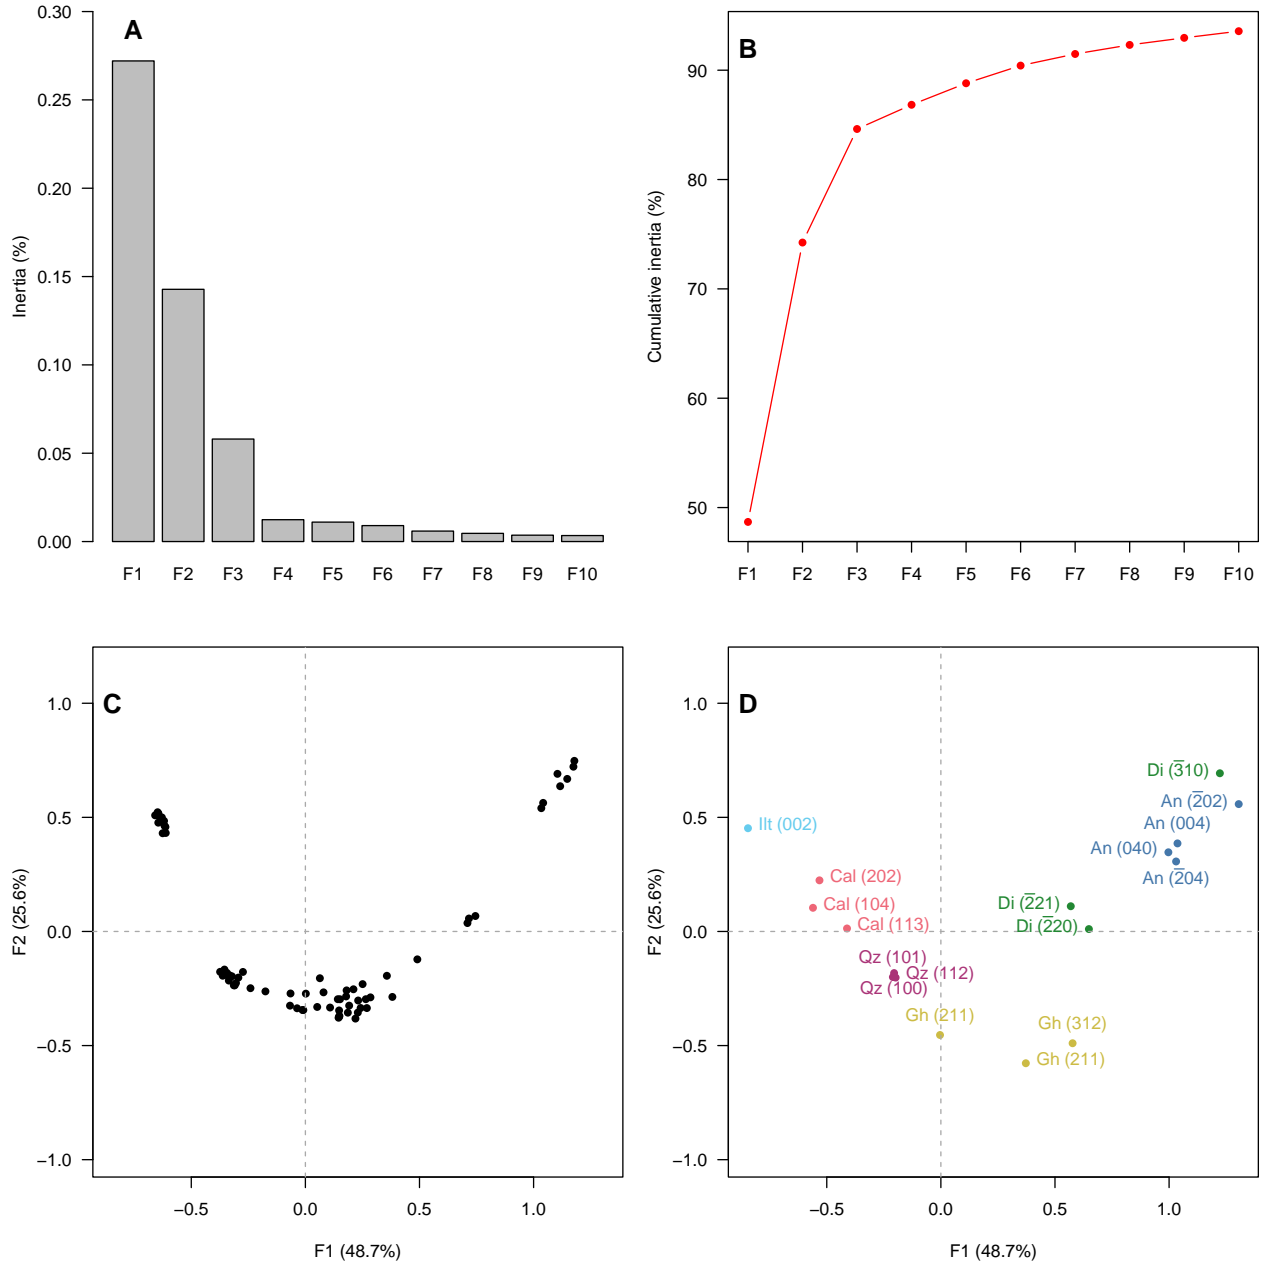 A
Inertia (%)
0.30
0.25
0.20
0.15
0.10
0.05
0.00
F1 F2 F3 F4 F5 F6 F7 F8 F9 F10
B
Cumulative inertia (%)
90
80
70
60
50
F1 F2 F3 F4 F5 F6 F7 F8 F9 F10
C
F2 (25.6%)
1.0
0.5
0.0
−0.5
−1.0
−0.5 0.0 0.5 1.0
F1 (48.7%)
D
F2 (25.6%)
1.0
0.5
0.0
−0.5
−1.0
Di (3̅10)
An (2̅02)
Ilt (002)
An (004)
An (040)
An (2̅04)
Cal (202)
Cal (104)
Di (2̅21)
Cal (113)
Di (2̅20)
Qz (101)
Qz (112)
Qz (100)
Gh (211)
Gh (312)
Gh (211)
−0.5 0.0 0.5 1.0
F1 (48.7%)